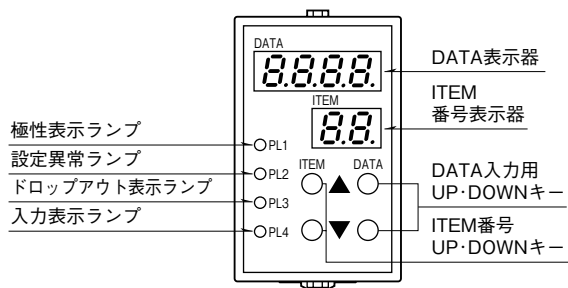 DATA
8.8.8.8.
DATA表示器
ITEM
8.8.
ITEM
番号表示器
極性表示ランプ
PL1
設定異常ランプ
PL2
ITEM
DATA
DATA入力用
UP·DOWNキー
ドロップアウト表示ランプ
PL3
入力表示ランプ
PL4
ITEM番号
UP·DOWNキー